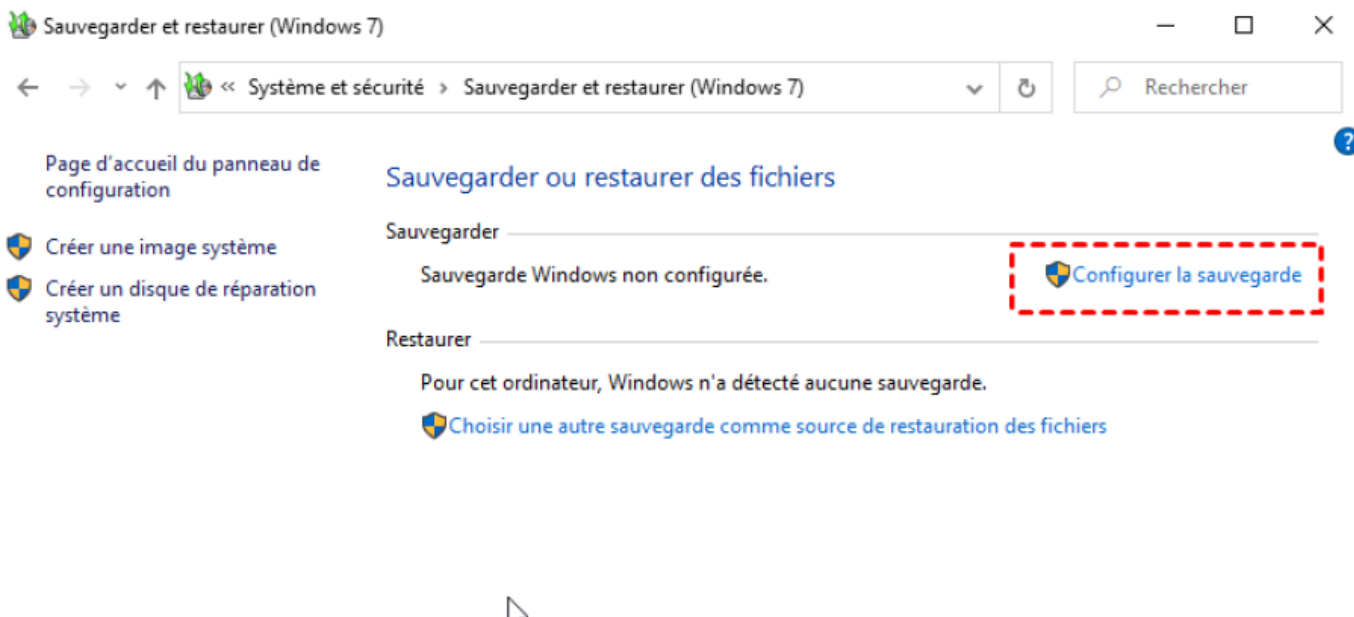 Sauvegarder et restaurer (Windows 7)
« Système et sécurité › Sauvegarder et restaurer (Windows 7)
Rechercher
?
Page d'accueil du panneau de
configuration
Créer une image système
Créer un disque de réparation
système
Sauvegarder ou restaurer des fichiers
Sauvegarder
Sauvegarde Windows non configurée.
Configurer la sauvegarde
Restaurer
Pour cet ordinateur, Windows n'a détecté aucune sauvegarde.
Choisir une autre sauvegarde comme source de restauration des fichiers